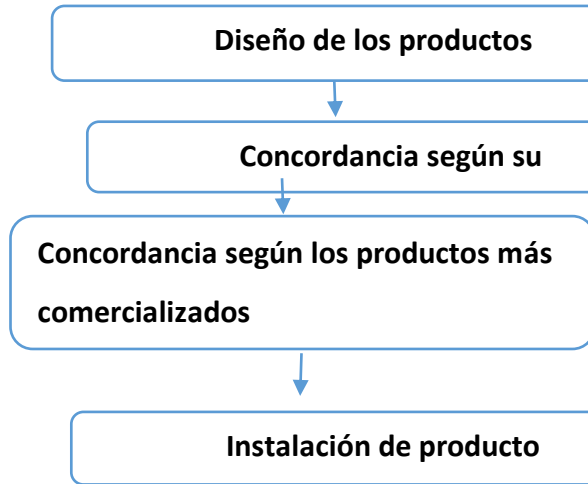 Diseño de los productos
Concordancia según su
Concordancia según los productos más
comercializados
Instalación de producto